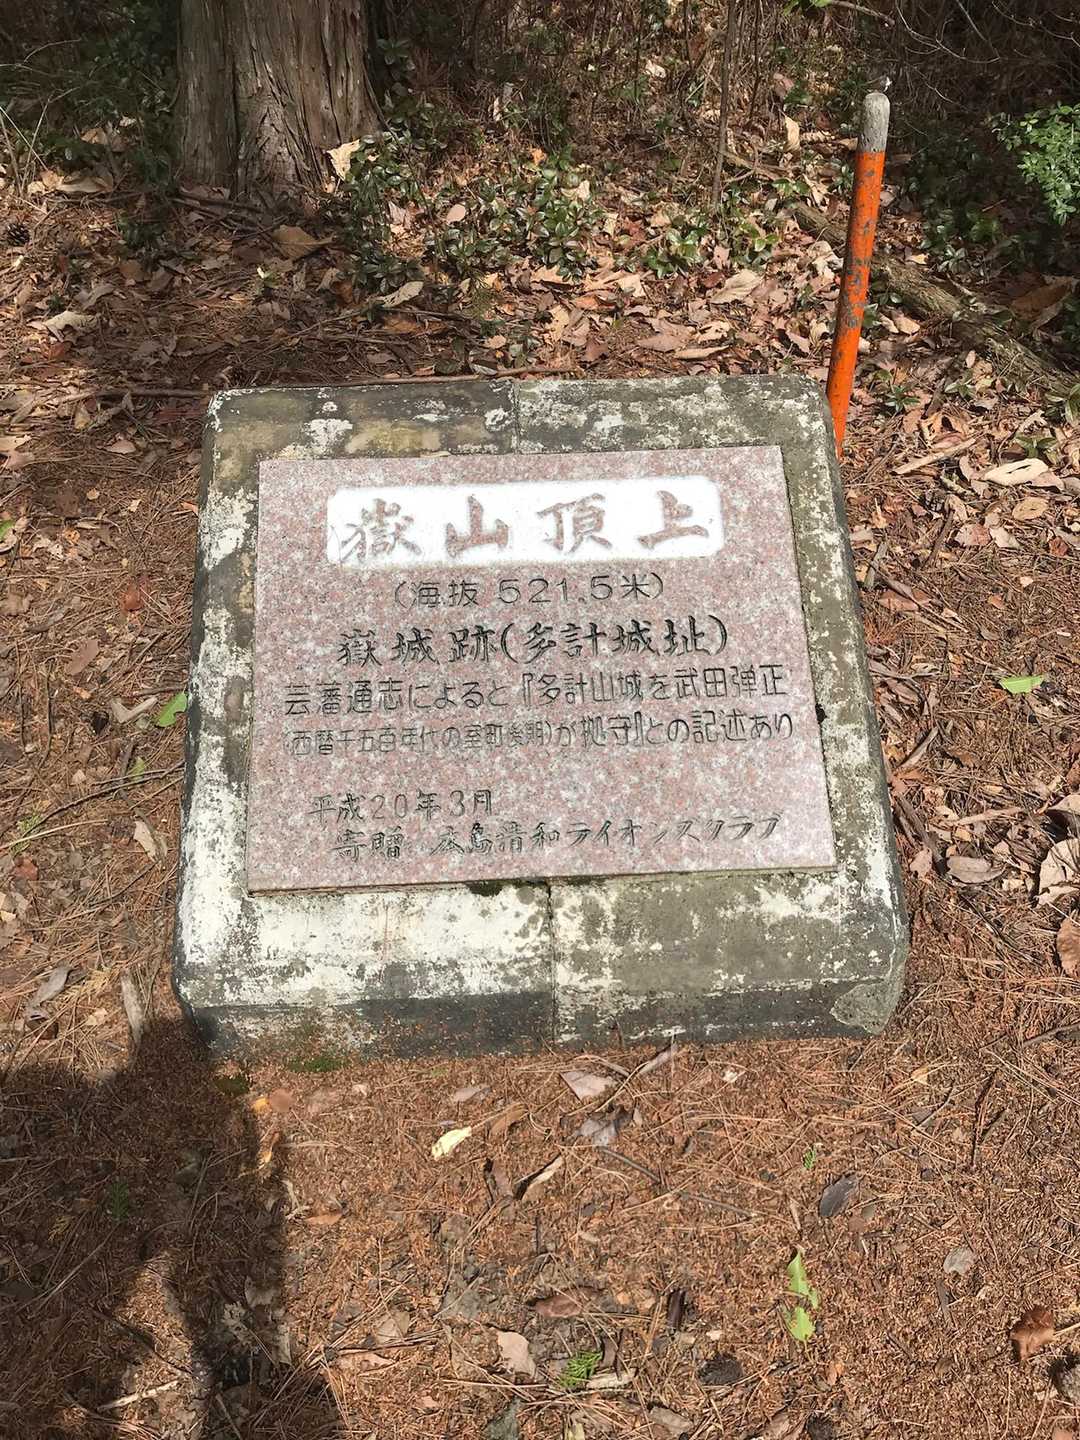 嶽山頂上
(海抜 521.5米)
嶽城跡(多計城址)
芸藩通志によると『多計山城を武田弾正
(西暦千五百年代の室町後期)が拠守』との記述あり
平成20年3月
寄贈 広島清和ライオンズクラブ